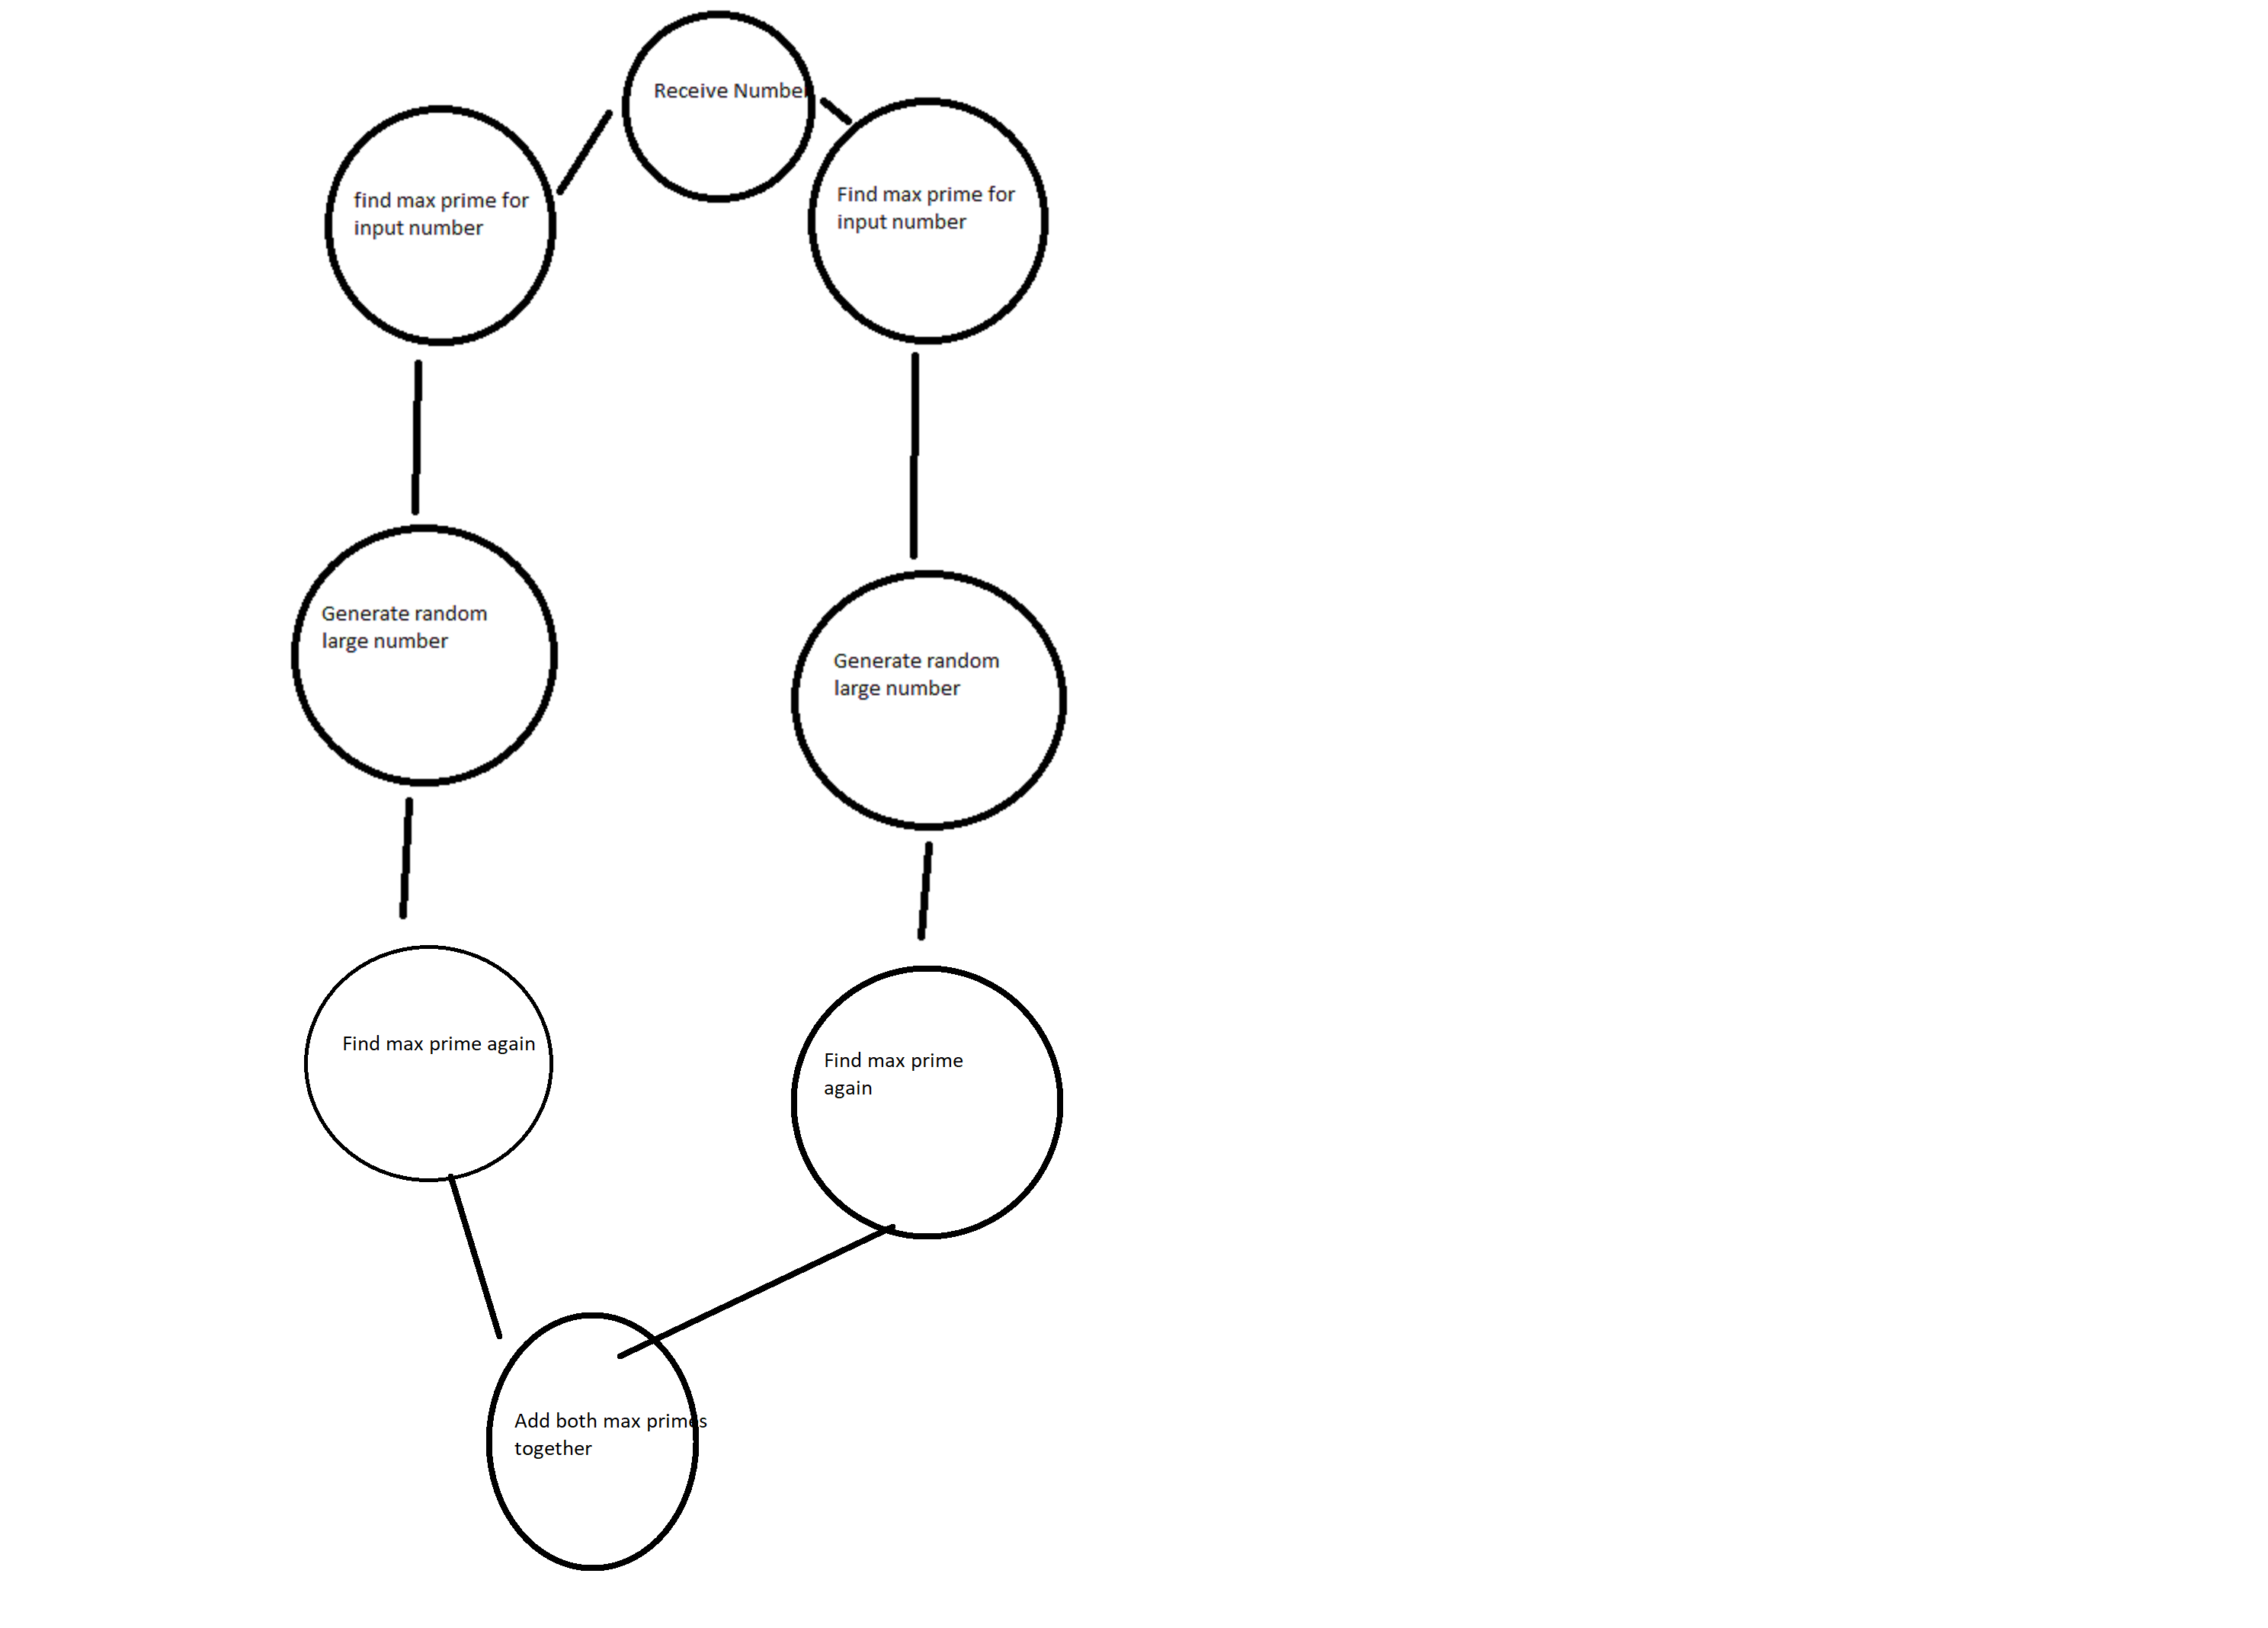 Receive Number
find max prime for
input number
Find max prime for
input number
Generate random
large number
Generate random
large number
Find max prime again
Find max prime
again
Add both max primes
together